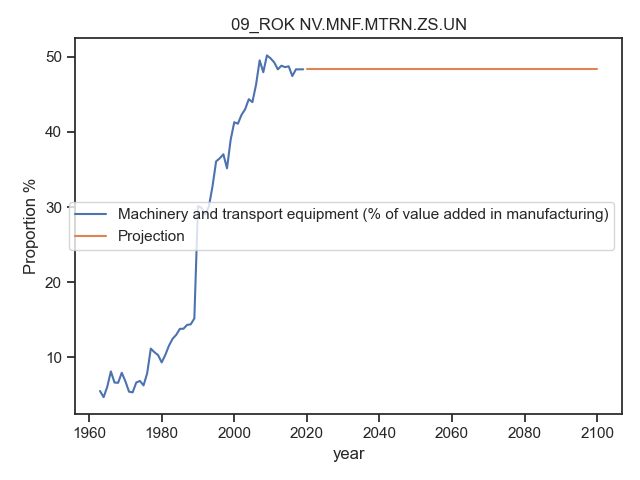 09_ROK NV.MNF.MTRN.ZS.UN
50
40
30
20
10
Proportion %
Machinery and transport equipment (% of value added in manufacturing)
Projection
1960 1980 2000 2020 2040 2060 2080 2100
year